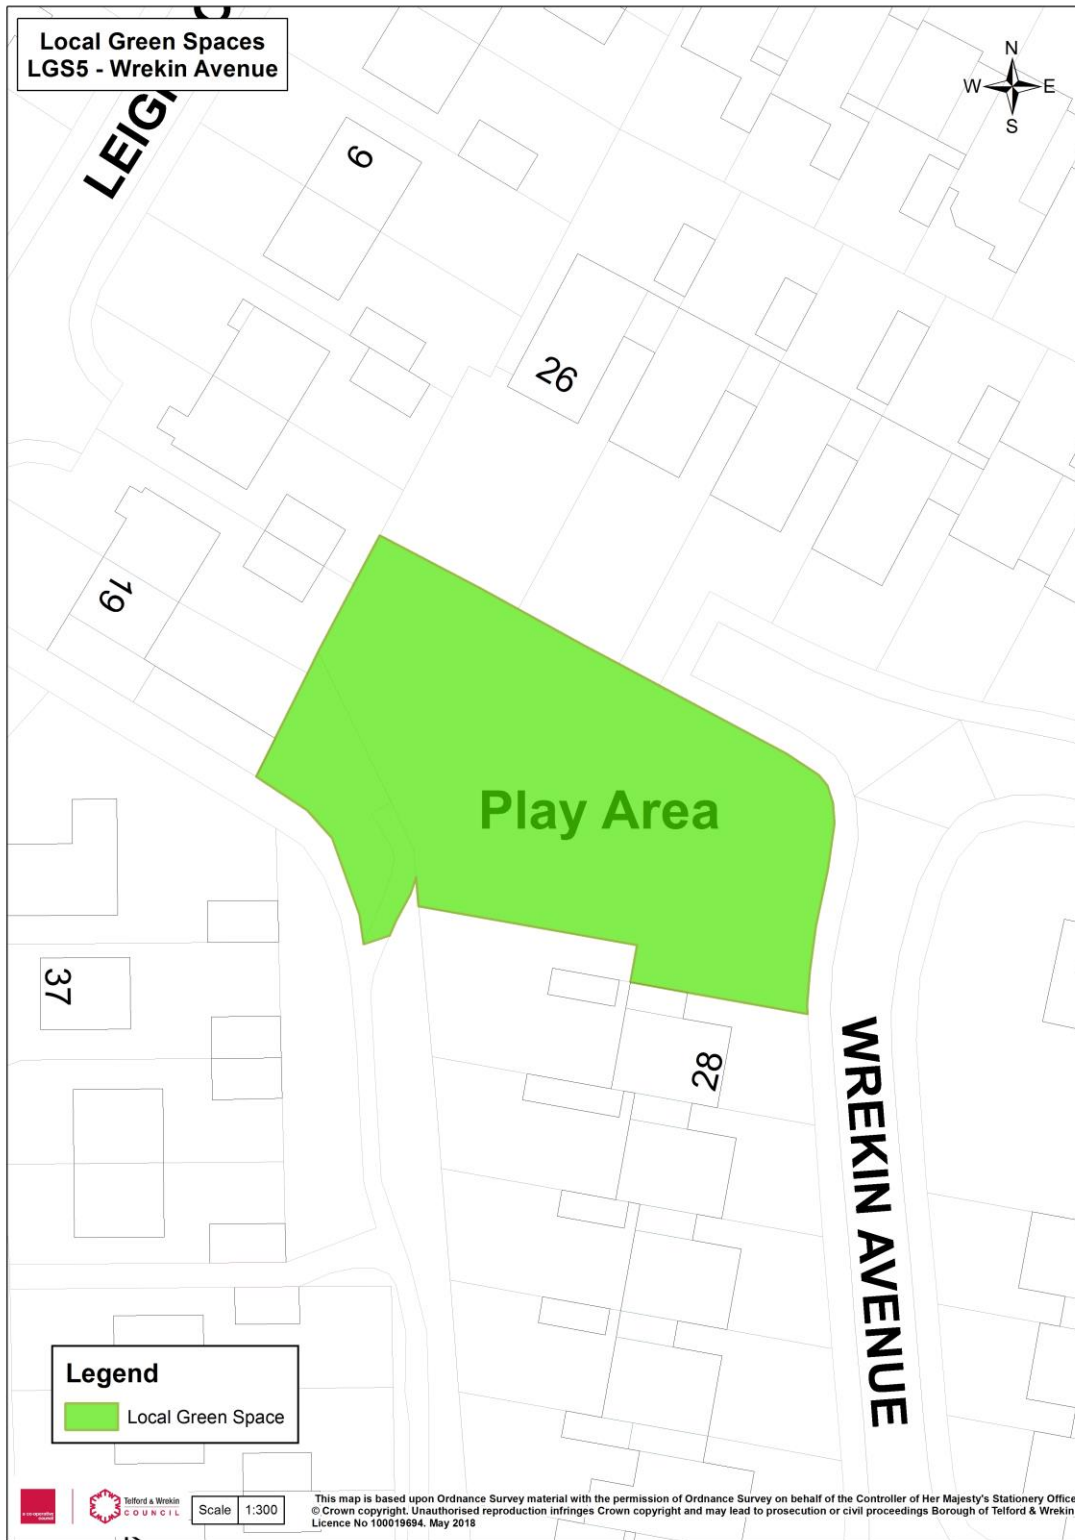 Local Green Spaces
LGS5 - Wrekin Avenue
N
W E
S
6
26
19
Play Area
37
28
WREKIN AVENUE
Legend
Local Green Space
a co-operative council
Telford & Wrekin
COUNCIL
Scale 1:300
This map is based upon Ordnance Survey material with the permission of Ordnance Survey on behalf of the Controller of Her Majesty's Stationery Office
© Crown copyright. Unauthorised reproduction infringes Crown copyright and may lead to prosecution or civil proceedings Borough of Telford & Wrekin
Licence No 100019694. May 2018